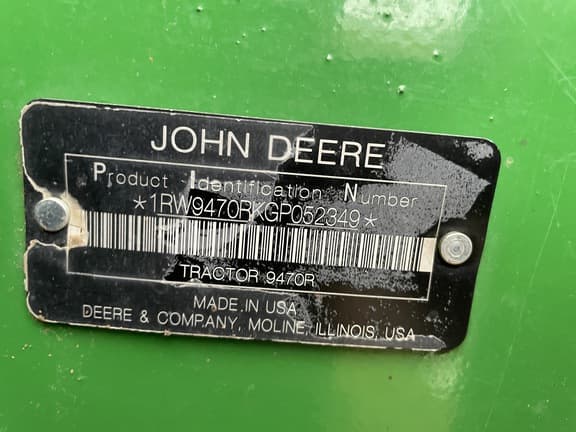 JOHN DEERE
Product Identification Number
*1RW9470RKGP052349*
TRACTOR 9470R
MADE IN USA
DEERE & COMPANY, MOLINE, ILLINOIS, USA